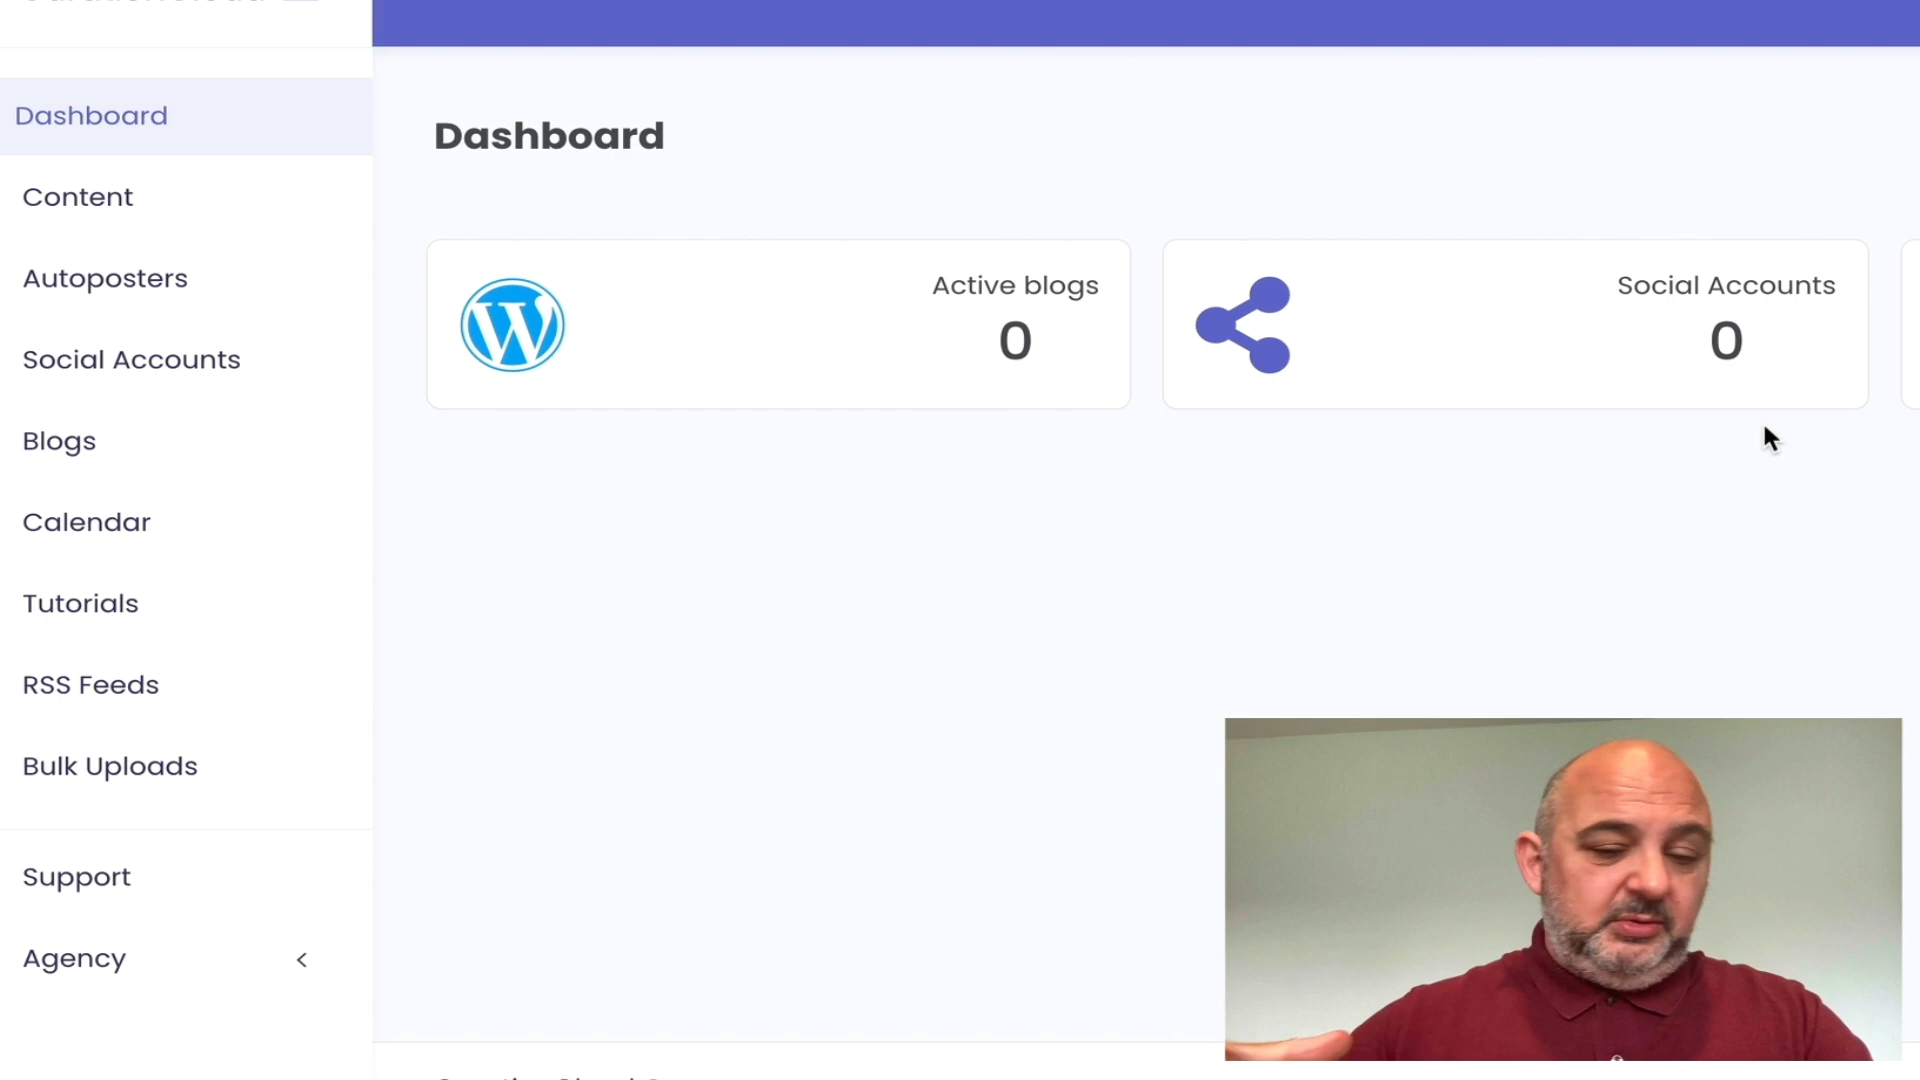 Dashboard
Content
Autoposters
Social Accounts
Blogs
Calendar
Tutorials
RSS Feeds
Bulk Uploads
Support
Agency
Dashboard
Active blogs
0
Social Accounts
0